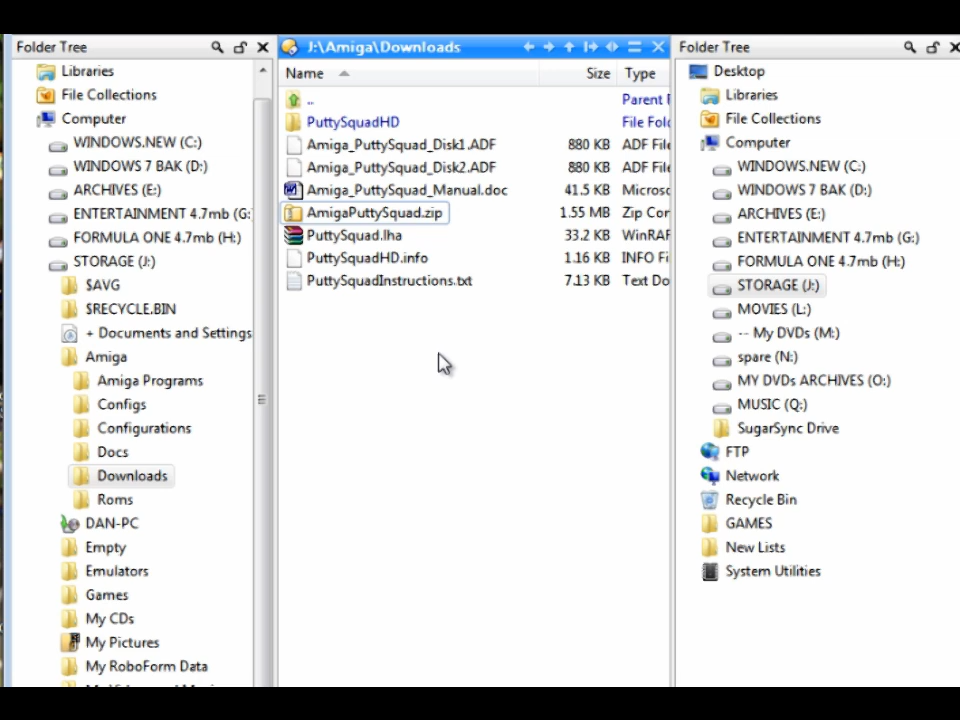 Folder Tree
Libraries
File Collections
Computer
WINDOWS.NEW (C:)
WINDOWS 7 BAK (D:)
ARCHIVES (E:)
ENTERTAINMENT 4.7mb (G:
FORMULA ONE 4.7mb (H:)
STORAGE (J:)
$AVG
$RECYCLE.BIN
+ Documents and Settings
Amiga
Amiga Programs
Configs
Configurations
Docs
Downloads
Roms
DAN-PC
Empty
Emulators
Games
My CDs
My Pictures
My RoboForm Data
J:\Amiga\Downloads
Name Size Type
.. Parent
PuttySquadHD File Fol
Amiga_PuttySquad_Disk1.ADF 880 KB ADF File
Amiga_PuttySquad_Disk2.ADF 880 KB ADF File
Amiga_PuttySquad_Manual.doc 41.5 KB Microso
AmigaPuttySquad.zip 1.55 MB Zip Cor
PuttySquad.lha 33.2 KB WinRAR
PuttySquadHD.info 1.16 KB INFO Fi
PuttySquadInstructions.txt 7.13 KB Text Do
Folder Tree
Desktop
Libraries
File Collections
Computer
WINDOWS.NEW (C:)
WINDOWS 7 BAK (D:)
ARCHIVES (E:)
ENTERTAINMENT 4.7mb (G:)
FORMULA ONE 4.7mb (H:)
STORAGE (J:)
MOVIES (L:)
-- My DVDs (M:)
spare (N:)
MY DVDs ARCHIVES (O:)
MUSIC (Q:)
SugarSync Drive
FTP
Network
Recycle Bin
GAMES
New Lists
System Utilities